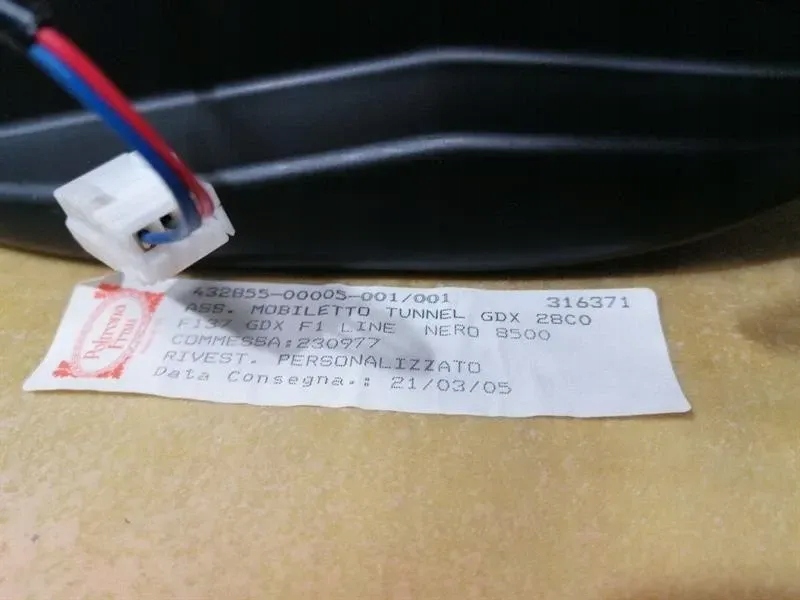 432855-00005-001/001 316371
ASS. MOBILETTO TUNNEL GDX 28CO
F137 GDX F1 LINE NERO 8500
COMMESSA:230977
RIVEST. PERSONALIZZATO
Data Consegna.: 21/03/05
Poltrona
Frau